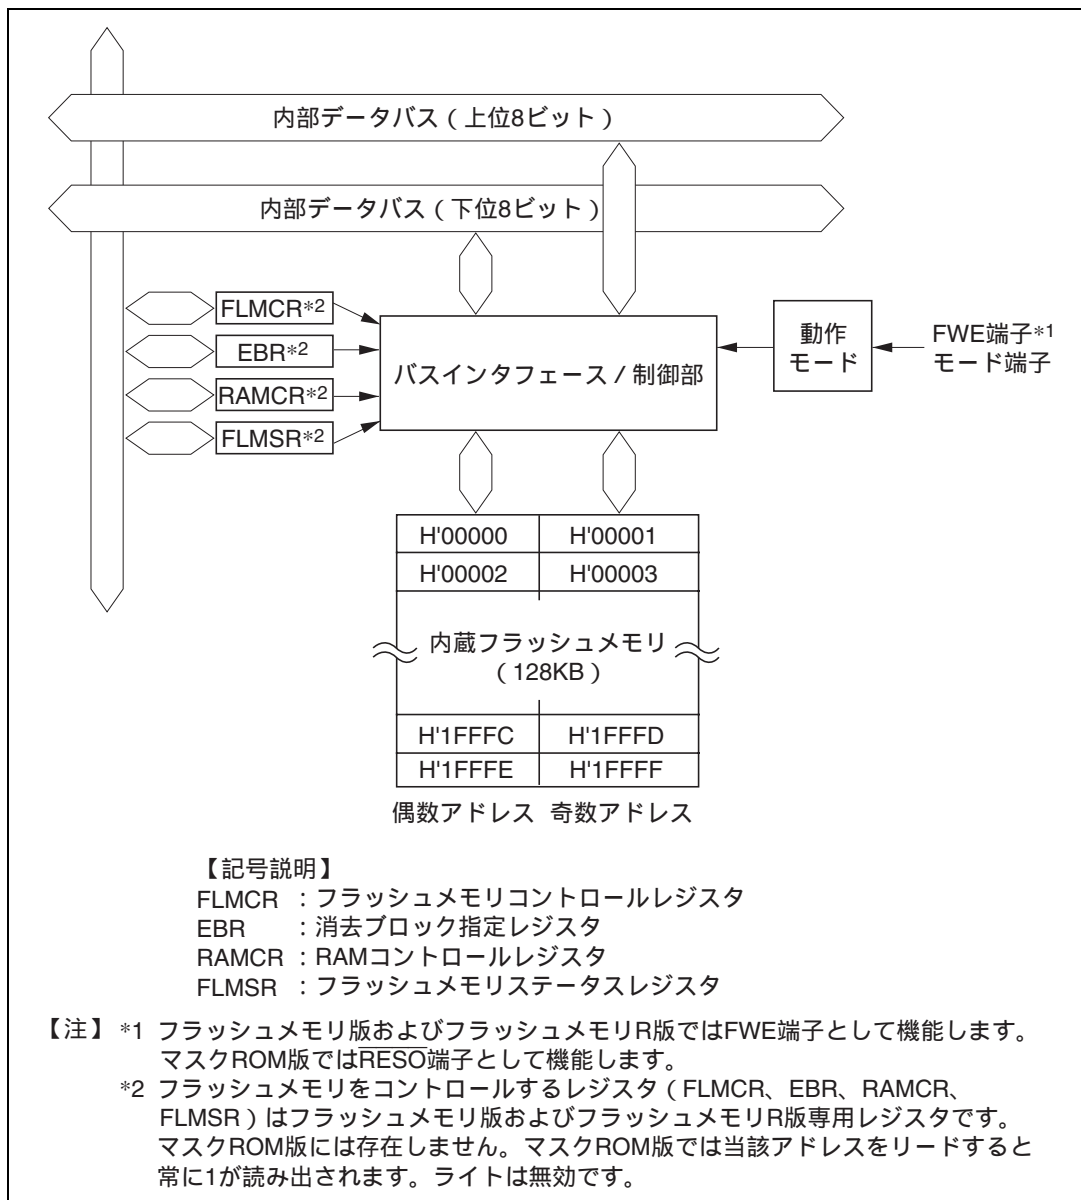 内部データバス(上位8ビット)
内部データバス(下位8ビット)
FLMCR*2
EBR*2
RAMCR*2
FLMSR*2
バスインタフェース / 制御部
動作
モード
FWE端子*1
モード端子
H'00000 H'00001
H'00002 H'00003
内蔵フラッシュメモリ
(128KB)
H'1FFFC H'1FFFD
H'1FFFE H'1FFFF
偶数アドレス 奇数アドレス
【記号説明】
FLMCR :フラッシュメモリコントロールレジスタ
EBR :消去ブロック指定レジスタ
RAMCR :RAMコントロールレジスタ
FLMSR :フラッシュメモリステータスレジスタ
【注】 *1 フラッシュメモリ版およびフラッシュメモリR版ではFWE端子として機能します。
マスクROM版ではR̅E̅S̅O̅端子として機能します。
*2 フラッシュメモリをコントロールするレジスタ(FLMCR、EBR、RAMCR、
FLMSR)はフラッシュメモリ版およびフラッシュメモリR版専用レジスタです。
マスクROM版には存在しません。マスクROM版では当該アドレスをリードすると
常に1が読み出されます。ライトは無効です。